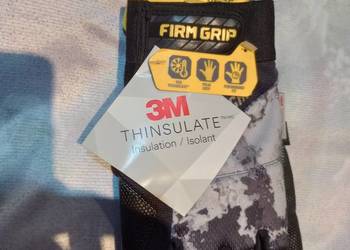 FIRM GRIP
3M
THINSULATE
Insulation / Isolant